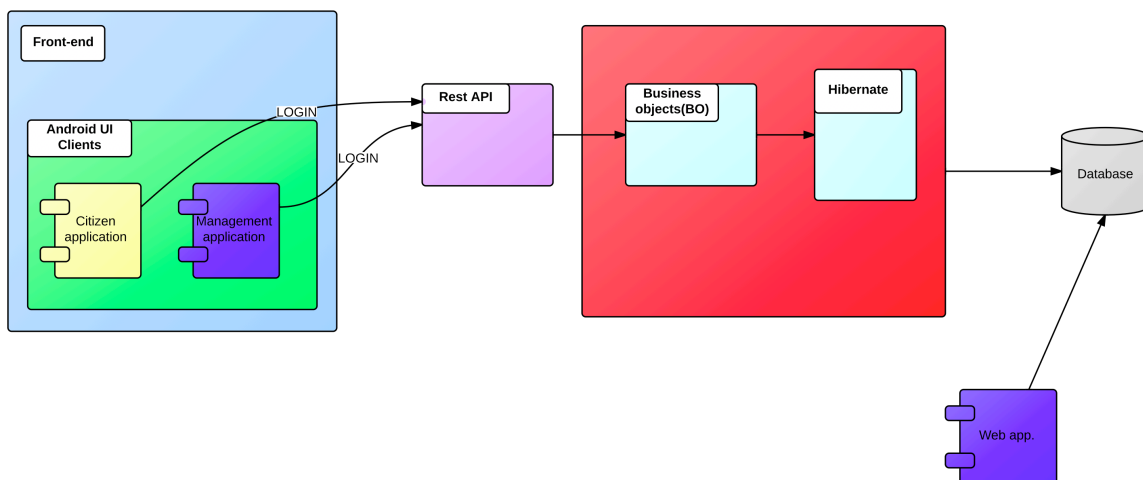 Front-end
Android UI
Clients
Citizen
application
Management
application
LOGIN
LOGIN
Rest API
Business
objects(BO)
Hibernate
Database
Web app.